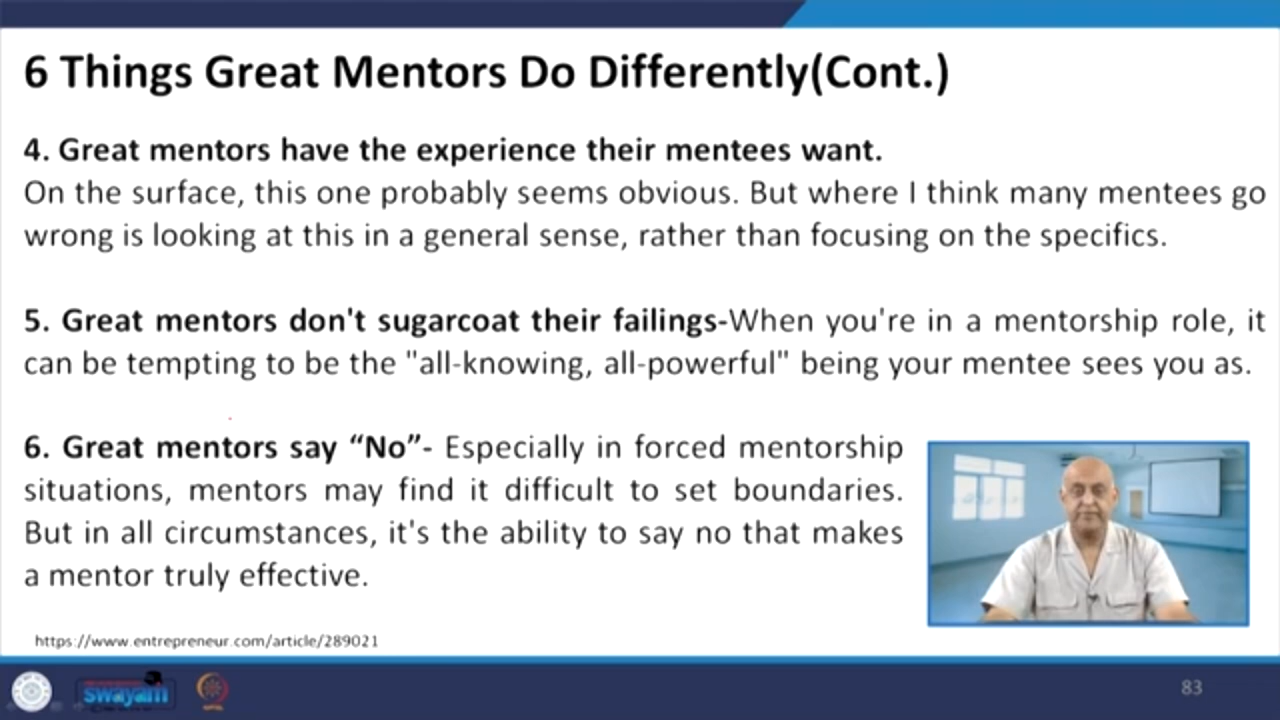 6 Things Great Mentors Do Differently(Cont.)
4. Great mentors have the experience their mentees want.
On the surface, this one probably seems obvious. But where I think many mentees go
wrong is looking at this in a general sense, rather than focusing on the specifics.
5. Great mentors don't sugarcoat their failings-When you're in a mentorship role, it
can be tempting to be the "all-knowing, all-powerful" being your mentee sees you as.
6. Great mentors say “No”- Especially in forced mentorship
situations, mentors may find it difficult to set boundaries.
But in all circumstances, it's the ability to say no that makes
a mentor truly effective.
https://www.entrepreneur.com/article/289021
swayam
83